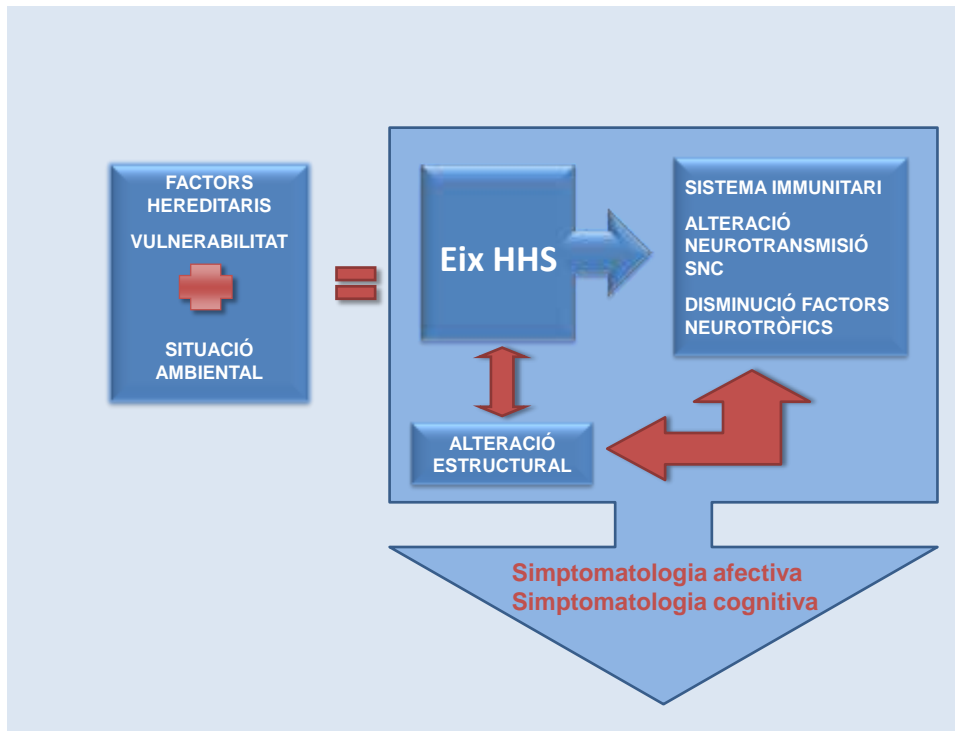 FACTORS
HEREDITARIS
VULNERABILITAT
SITUACIÓ
AMBIENTAL
Eix HHS
SISTEMA IMMUNITARI
ALTERACIÓ
NEUROTRANSMISIÓ
SNC
DISMINUCIÓ FACTORS
NEUROTRÒFICS
ALTERACIÓ
ESTRUCTURAL
Simptomatologia afectiva
Simptomatologia cognitiva